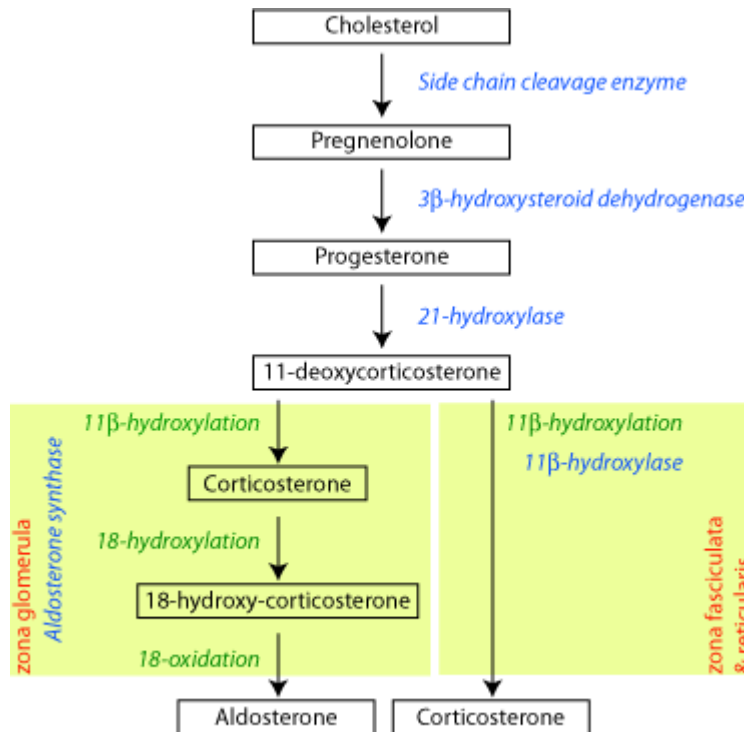 Cholesterol
Side chain cleavage enzyme
Pregnenolone
3β-hydroxysteroid dehydrogenase
Progesterone
21-hydroxylase
11-deoxycorticosterone
11β-hydroxylation
Corticosterone
18-hydroxylation
18-hydroxy-corticosterone
18-oxidation
zona glomerula
Aldosterone synthase
11β-hydroxylation
11β-hydroxylase
zona fasciculata
& reticularis
Aldosterone
Corticosterone